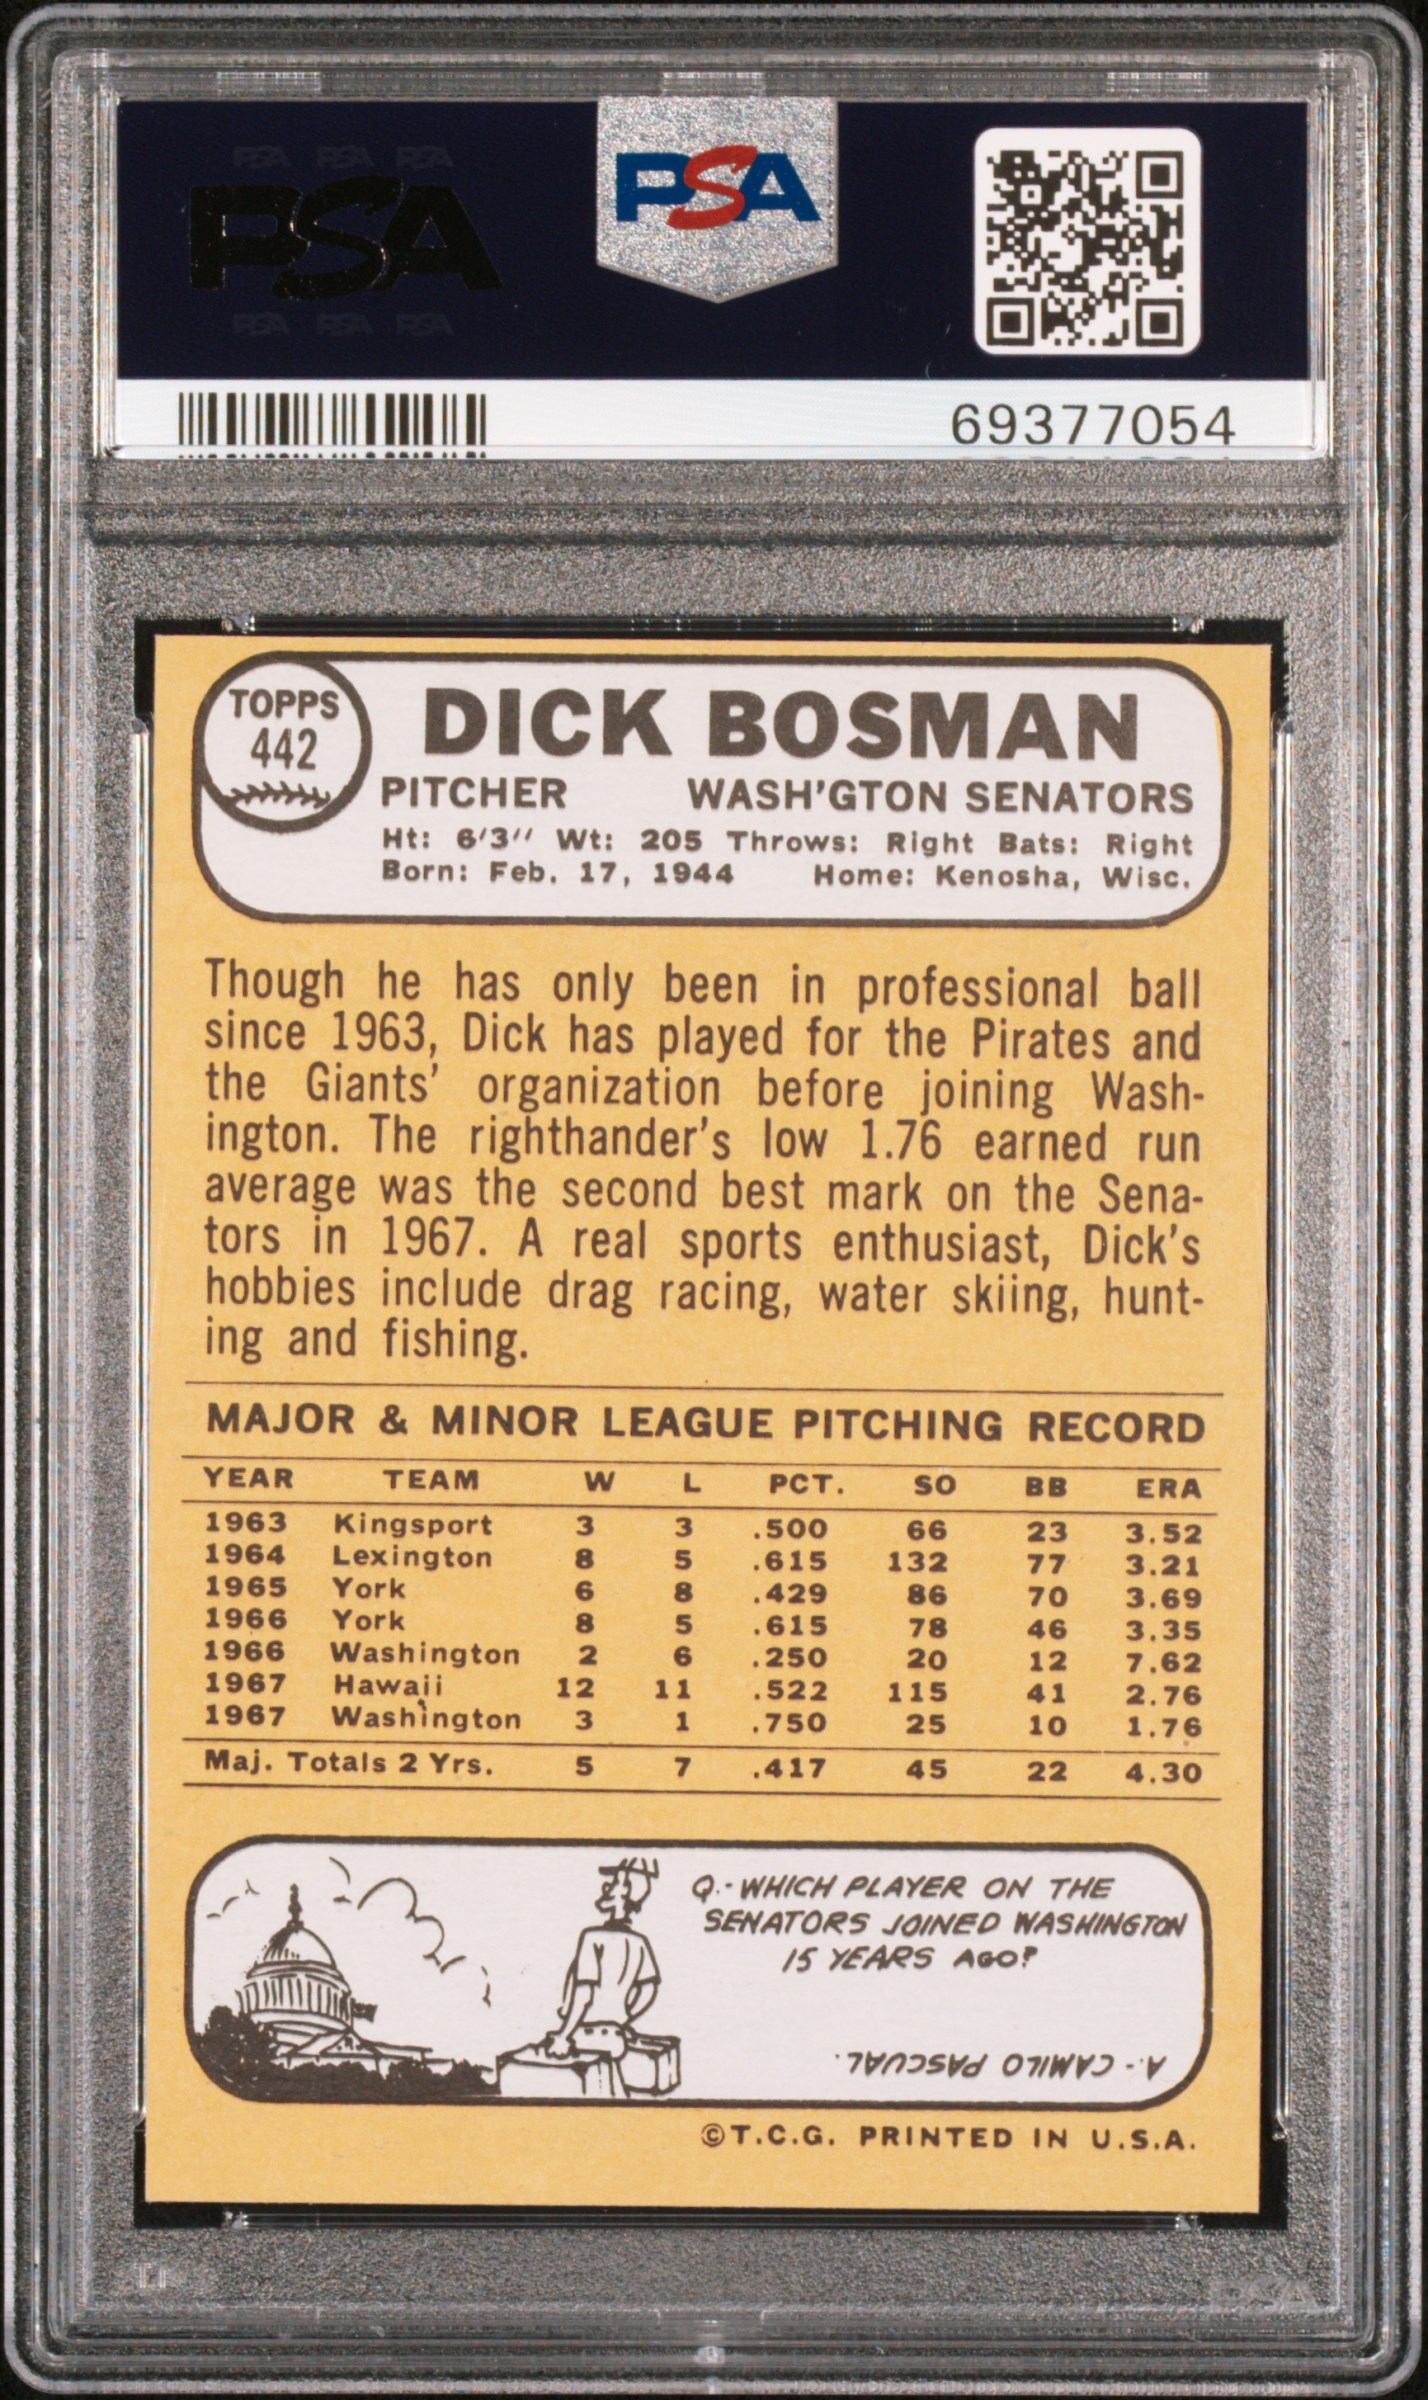 PSA PSA PSA
PSA
PSA PSA PSA
PSA
69377054
TOPPS
442
DICK BOSMAN
PITCHER WASH'GTON SENATORS
Ht: 6'3'' Wt: 205 Throws: Right Bats: Right
Born: Feb. 17, 1944 Home: Kenosha, Wisc.
Though he has only been in professional ball
since 1963, Dick has played for the Pirates and
the Giants' organization before joining Wash-
ington. The righthander's low 1.76 earned run
average was the second best mark on the Sena-
tors in 1967. A real sports enthusiast, Dick's
hobbies include drag racing, water skiing, hunt-
ing and fishing.
MAJOR & MINOR LEAGUE PITCHING RECORD
YEAR TEAM W L PCT. SO BB ERA
1963 Kingsport 3 3 .500 66 23 3.52
1964 Lexington 8 5 .615 132 77 3.21
1965 York 6 8 .429 86 70 3.69
1966 York 8 5 .615 78 46 3.35
1966 Washington 2 6 .250 20 12 7.62
1967 Hawaii 12 11 .522 115 41 2.76
1967 Washington 3 1 .750 25 10 1.76
Maj. Totals 2 Yrs. 5 7 .417 45 22 4.30
Q.- WHICH PLAYER ON THE
SENATORS JOINED WASHINGTON
15 YEARS AGO?
A.- CAMILO PASCUAL.
©T.C.G. PRINTED IN U.S.A.
PSA